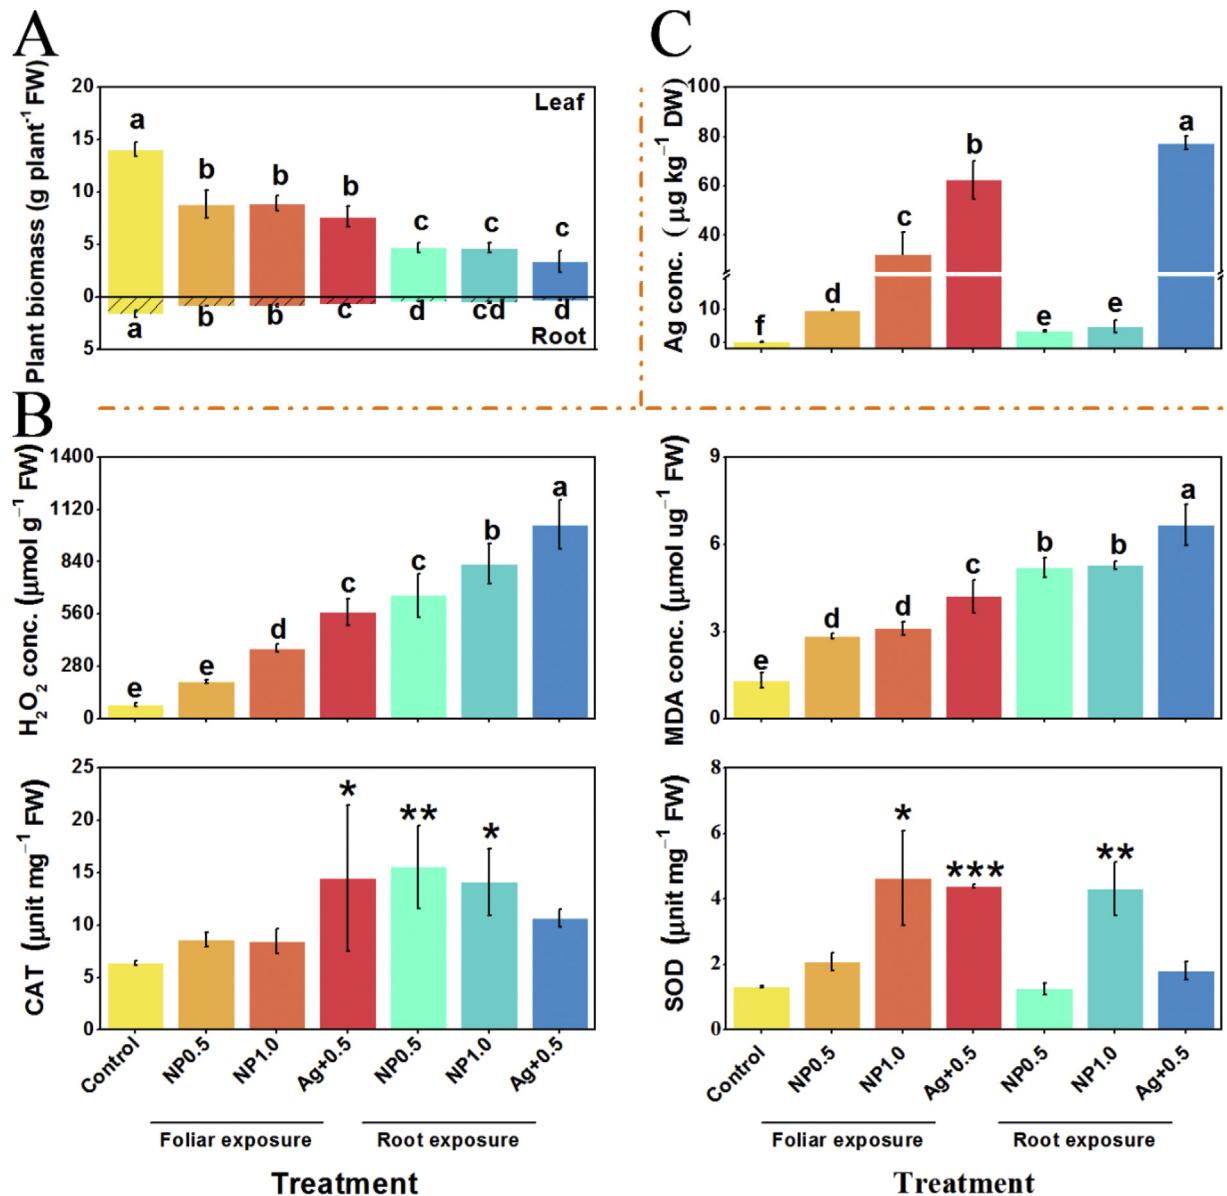 A
C
Plant biomass (g plant⁻¹ FW)
20
15
10
5
0
5
Leaf
a
b
b
b
c
c
c
a
b
b
c
d
cd
d
Root
Ag conc. (μg kg⁻¹ DW)
100
80
60
40
10
0
f
d
c
b
e
e
a
B
H₂O₂ conc. (μmol g⁻¹ FW)
1400
1120
840
560
280
0
e
e
d
c
c
b
a
MDA conc. (μmol ug⁻¹ FW)
9
6
3
0
e
d
d
c
b
b
a
CAT (μnit mg⁻¹ FW)
25
20
15
10
5
0
*
**
*
Control
NP0.5
NP1.0
Ag+0.5
NP0.5
NP1.0
Ag+0.5
Foliar exposure
Root exposure
Treatment
SOD (μnit mg⁻¹ FW)
8
6
4
2
0
*
***
**
Control
NP0.5
NP1.0
Ag+0.5
NP0.5
NP1.0
Ag+0.5
Foliar exposure
Root exposure
Treatment